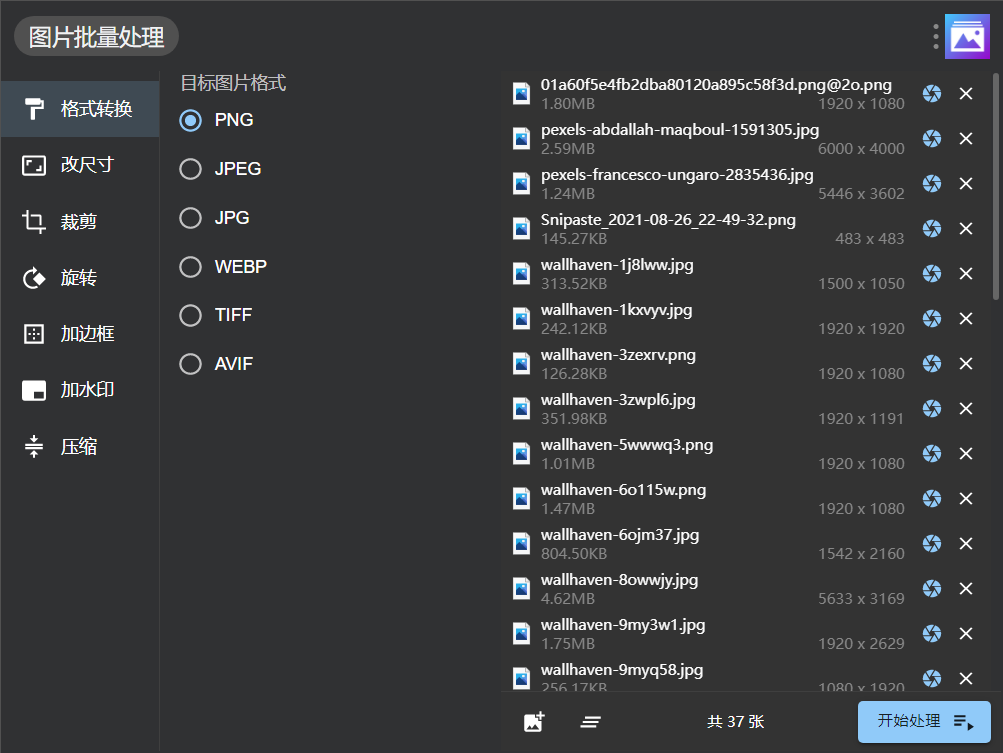 图片批量处理
格式转换
改尺寸
裁剪
旋转
加边框
加水印
压缩
目标图片格式
PNG
JPEG
JPG
WEBP
TIFF
AVIF
01a60f5e4fb2dba80120a895c58f3d.png@2o.png
1.80MB 1920 x 1080
pexels-abdallah-maqboul-1591305.jpg
2.59MB 6000 x 4000
pexels-francesco-ungaro-2835436.jpg
1.24MB 5446 x 3602
Snipaste_2021-08-26_22-49-32.png
145.27KB 483 x 483
wallhaven-1j8lww.jpg
313.52KB 1500 x 1050
wallhaven-1kxvyv.jpg
242.12KB 1920 x 1920
wallhaven-3zexrv.png
126.28KB 1920 x 1080
wallhaven-3zwpl6.jpg
351.98KB 1920 x 1191
wallhaven-5wwwq3.png
1.01MB 1920 x 1080
wallhaven-6o115w.png
1.47MB 1920 x 1080
wallhaven-6ojm37.jpg
804.50KB 1542 x 2160
wallhaven-8owwjy.jpg
4.62MB 5633 x 3169
wallhaven-9my3w1.jpg
1.75MB 1920 x 2629
wallhaven-9myq58.jpg
256.17KB 1080 x 1920
共 37 张
开始处理